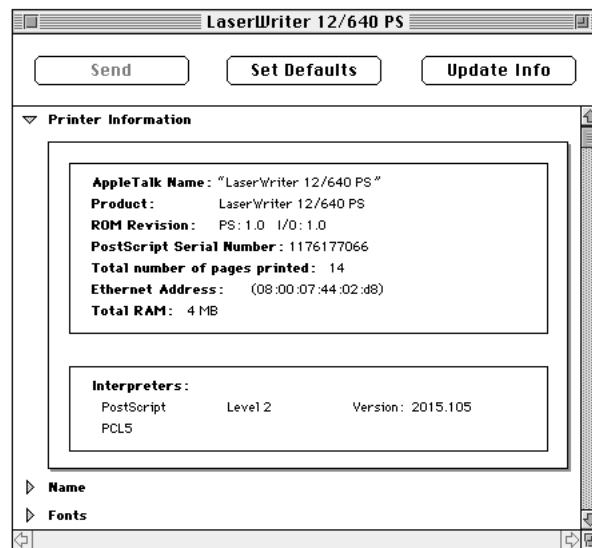 LaserWriter 12/640 PS
Send Set Defaults Update Info
Printer Information
AppleTalk Name: "LaserWriter 12/640 PS"
Product: LaserWriter 12/640 PS
ROM Revision: PS: 1.0 I/O: 1.0
PostScript Serial Number: 1176177066
Total number of pages printed: 14
Ethernet Address: (08:00:07:44:02:d8)
Total RAM: 4 MB
Interpreters:
PostScript Level 2 Version: 2015.105
PCL5
Name
Fonts